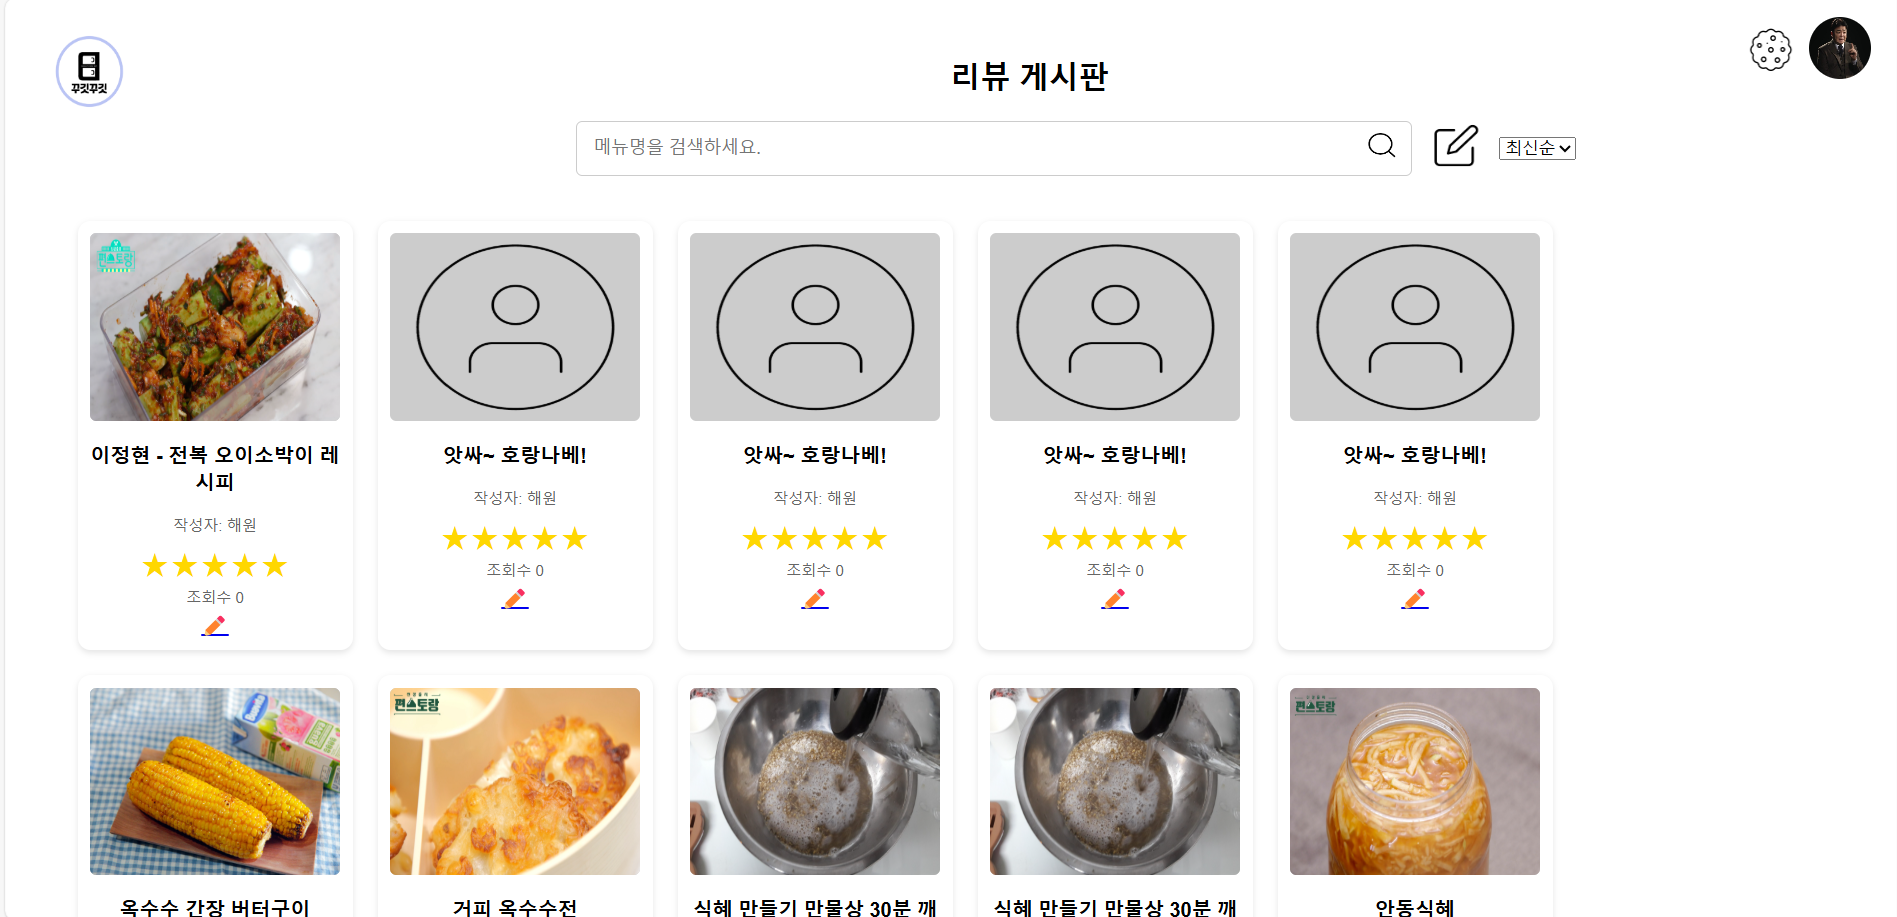 꾸깃꾸깃
리뷰 게시판
메뉴명을 검색하세요.
최신순
편스토랑
이정현 - 전복 오이소박이 레
시피
작성자: 해원
★★★★★
조회수 0
앗싸~ 호랑나베!
작성자: 해원
★★★★★
조회수 0
앗싸~ 호랑나베!
작성자: 해원
★★★★★
조회수 0
앗싸~ 호랑나베!
작성자: 해원
★★★★★
조회수 0
앗싸~ 호랑나베!
작성자: 해원
★★★★★
조회수 0
옥수수 간장 버터구이
편스토랑
거피 옥수수전
식혜 만들기 만물상 30분 깨
식혜 만들기 만물상 30분 깨
편스토랑
안동식혜